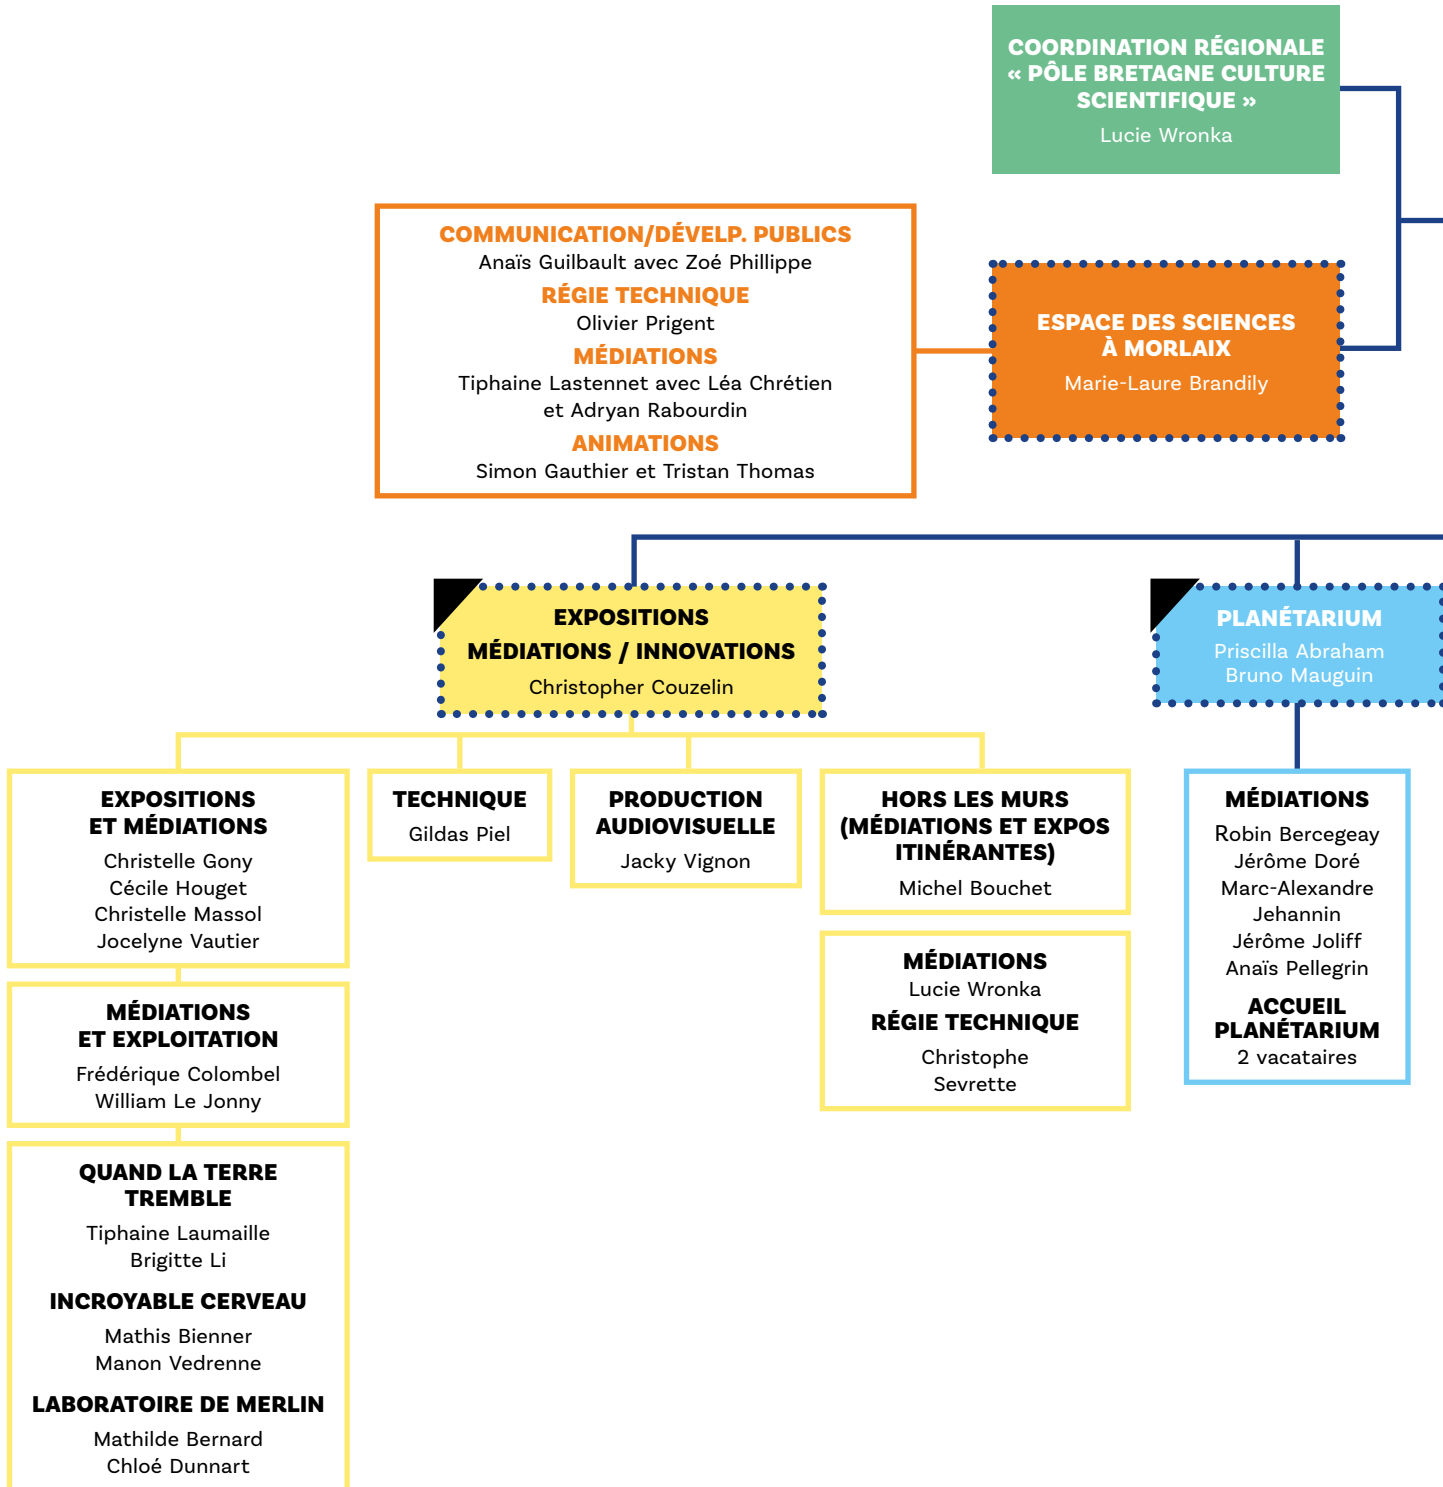 COORDINATION RÉGIONALE
« PÔLE BRETAGNE CULTURE
SCIENTIFIQUE »
Lucie Wronka
COMMUNICATION/DÉVELP. PUBLICS
Anaïs Guilbault avec Zoé Phillippe
RÉGIE TECHNIQUE
Olivier Prigent
MÉDIATIONS
Tiphaine Lastennet avec Léa Chrétien
et Adryan Rabourdin
ANIMATIONS
Simon Gauthier et Tristan Thomas
ESPACE DES SCIENCES
À MORLAIX
Marie-Laure Brandily
EXPOSITIONS
MÉDIATIONS / INNOVATIONS
Christopher Couzelin
PLANÉTARIUM
Priscilla Abraham
Bruno Mauguin
EXPOSITIONS
ET MÉDIATIONS
Christelle Gony
Cécile Houget
Christelle Massol
Jocelyne Vautier
MÉDIATIONS
ET EXPLOITATION
Frédérique Colombel
William Le Jonny
QUAND LA TERRE
TREMBLE
Tiphaine Laumaille
Brigitte Li
INCROYABLE CERVEAU
Mathis Bienner
Manon Vedrenne
LABORATOIRE DE MERLIN
Mathilde Bernard
Chloé Dunnart
TECHNIQUE
Gildas Piel
PRODUCTION
AUDIOVISUELLE
Jacky Vignon
HORS LES MURS
(MÉDIATIONS ET EXPOS
ITINÉRANTES)
Michel Bouchet
MÉDIATIONS
Lucie Wronka
RÉGIE TECHNIQUE
Christophe
Sevrette
MÉDIATIONS
Robin Bercegeay
Jérôme Doré
Marc-Alexandre
Jehannin
Jérôme Joliff
Anaïs Pellegrin
ACCUEIL
PLANÉTARIUM
2 vacataires